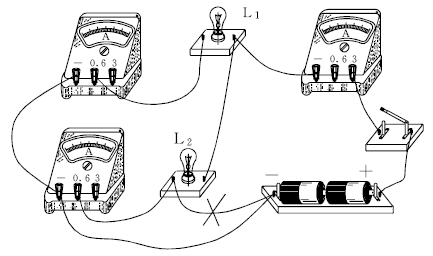 L₁
A
— 0.6 3
A
— 0.6 3
L₂
A
— 0.6 3
— +